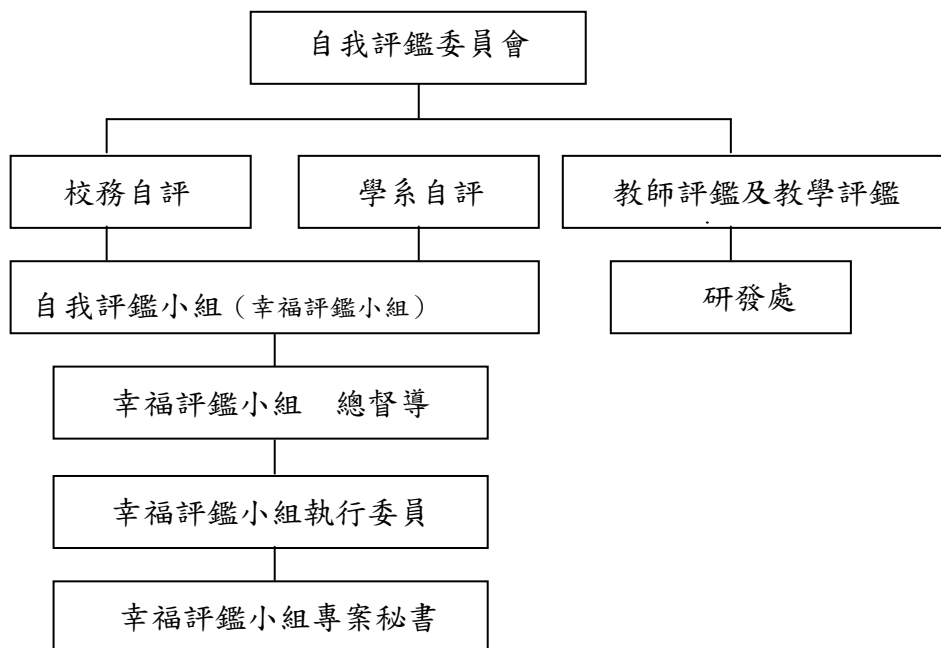 自我評鑑委員會
校務自評 學系自評 教師評鑑及教學評鑑
自我評鑑小組（幸福評鑑小組） 研發處
幸福評鑑小組　總督導
幸福評鑑小組執行委員
幸福評鑑小組專案秘書